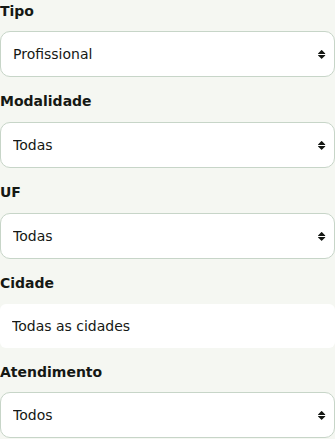 Tipo
Profissional
Modalidade
Todas
UF
Todas
Cidade
Todas as cidades
Atendimento
Todos